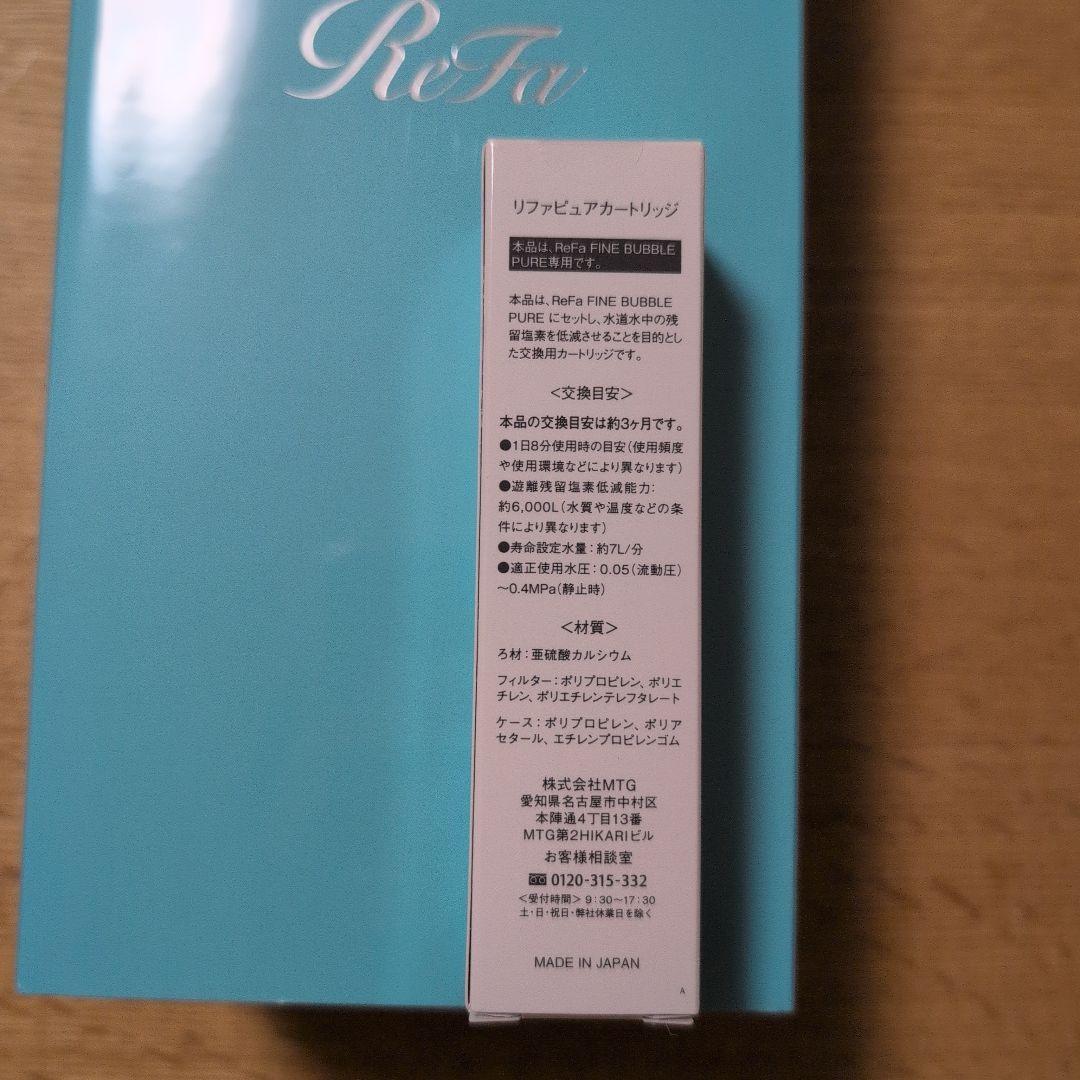 ReFa
リファピュアカートリッジ
本品は、ReFa FINE BUBBLE
PURE専用です。
本品は、ReFa FINE BUBBLE
PURE にセットし、水道水中の残
留塩素を低減させることを目的とし
た交換用カートリッジです。
＜交換目安＞
本品の交換目安は約3ヶ月です。
●1日8分使用時の目安(使用頻度
や使用環境などにより異なります)
●遊離残留塩素低減能力:
約6,000L(水質や温度などの条
件により異なります)
●寿命設定水量:約7L/分
●適正使用水圧:0.05(流動圧)
～0.4MPa(静止時)
＜材質＞
ろ材:亜硫酸カルシウム
フィルター:ポリプロピレン、ポリエ
チレン、ポリエチレンテレフタレート
ケース:ポリプロピレン、ポリア
セタール、エチレンプロピレンゴム
株式会社MTG
愛知県名古屋市中村区
本陣通4丁目13番
MTG第2HIKARIビル
お客様相談室
0120-315-332
＜受付時間＞9:30～17:30
土・日・祝日・弊社休業日を除く
MADE IN JAPAN
A